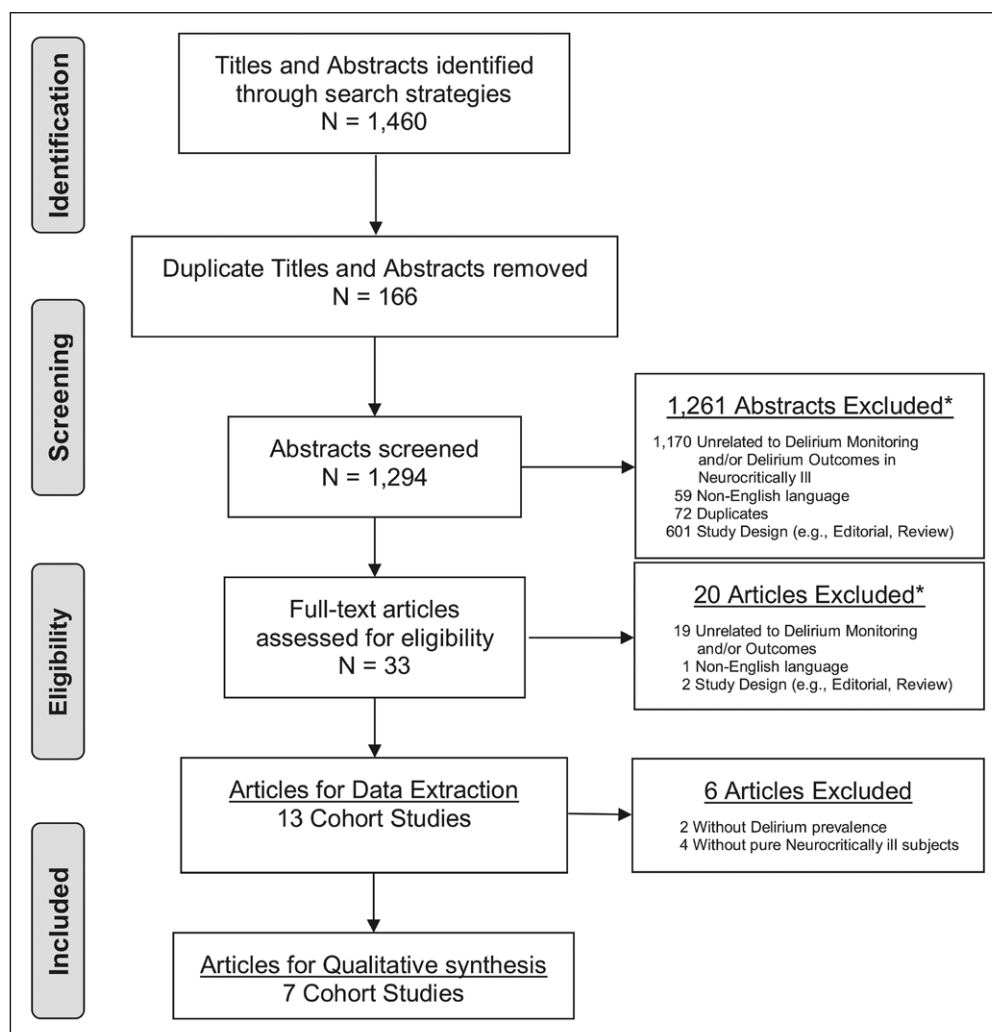 Identification
Titles and Abstracts identified
through search strategies
N = 1,460
Duplicate Titles and Abstracts removed
N = 166
Screening
Abstracts screened
N = 1,294
1,261 Abstracts Excluded*
1,170 Unrelated to Delirium Monitoring
and/or Delirium Outcomes in
Neurocritically Ill
59 Non-English language
72 Duplicates
601 Study Design (e.g., Editorial, Review)
Eligibility
Full-text articles
assessed for eligibility
N = 33
20 Articles Excluded*
19 Unrelated to Delirium Monitoring
and/or Outcomes
1 Non-English language
2 Study Design (e.g., Editorial, Review)
Articles for Data Extraction
13 Cohort Studies
6 Articles Excluded
2 Without Delirium prevalence
4 Without pure Neurocritically ill subjects
Included
Articles for Qualitative synthesis
7 Cohort Studies